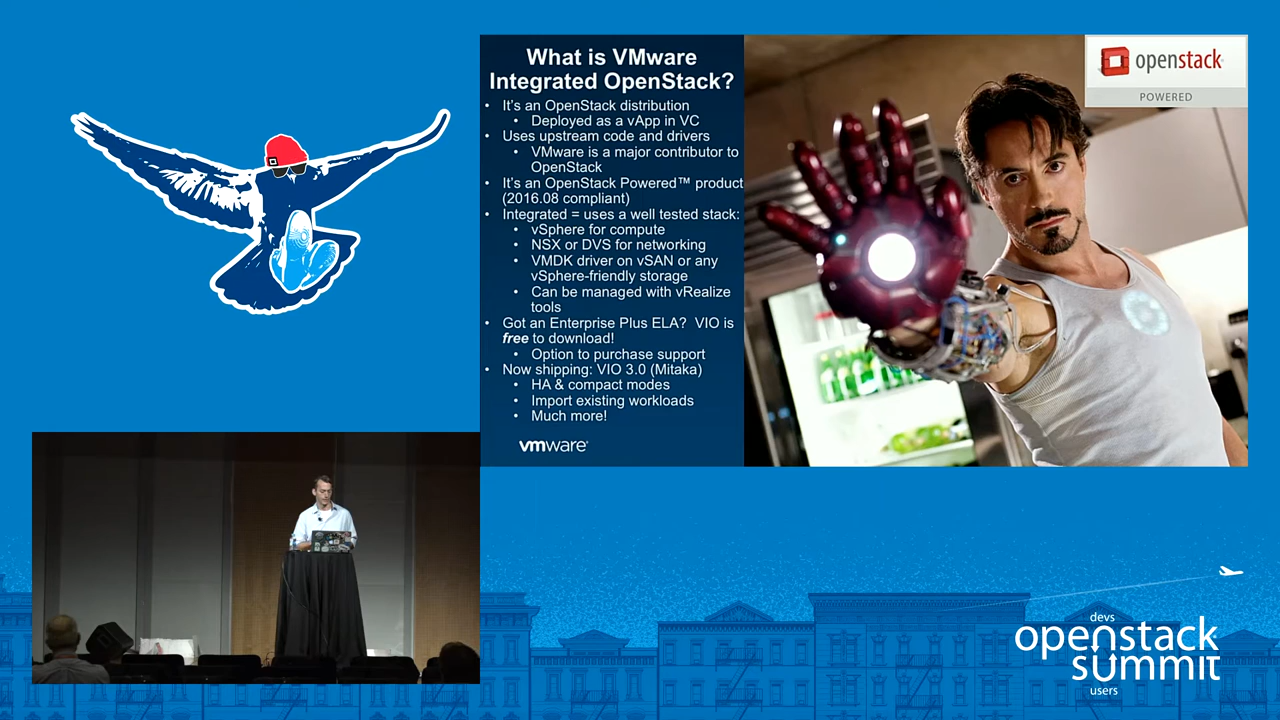 What is VMware
Integrated OpenStack?
• It's an OpenStack distribution
• Deployed as a vApp in VC
• Uses upstream code and drivers
• VMware is a major contributor to
OpenStack
• It's an OpenStack Powered™ product
(2016.08 compliant)
• Integrated = uses a well tested stack:
• vSphere for compute
• NSX or DVS for networking
• VMDK driver on vSAN or any
vSphere-friendly storage
• Can be managed with vRealize
tools
• Got an Enterprise Plus ELA? VIO is
free to download!
• Option to purchase support
• Now shipping: VIO 3.0 (Mitaka)
• HA & compact modes
• Import existing workloads
• Much more!
vmware
openstack
POWERED
devs
openstack
summit
users